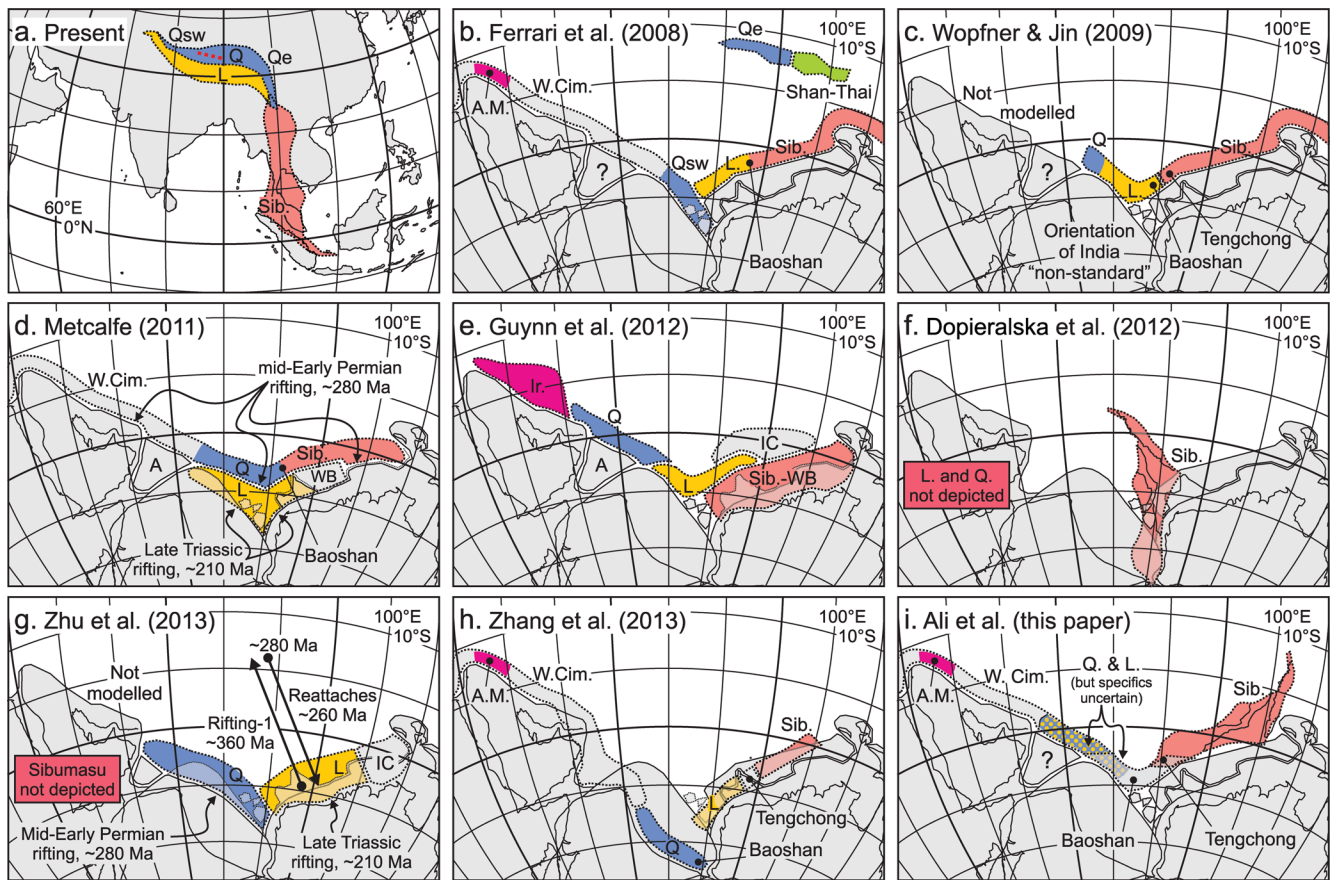 a. Present
Qsw
Q
Qe
L
Sib.
60°E
0°N
b. Ferrari et al. (2008)
Qe
100°E
10°S
Shan-Thai
W.Cim.
A.M.
?
Qsw
L.
Sib.
Baoshan
c. Wopfner & Jin (2009)
100°E
10°S
Not
modelled
Q
?
L.
Sib.
Orientation
of India
“non-standard”
Tengchong
Baoshan
d. Metcalfe (2011)
100°E
10°S
mid-Early Permian
rifting, ~280 Ma
W.Cim.
A
Q
Sib.
WB
L
Late Triassic
rifting, ~210 Ma
Baoshan
e. Guynn et al. (2012)
100°E
10°S
Ir.
Q
A
L
IC
Sib.-WB
f. Dopieralska et al. (2012)
100°E
10°S
Sib.
L. and Q.
not depicted
g. Zhu et al. (2013)
100°E
10°S
~280 Ma
Not
modelled
Reattaches
~260 Ma
Rifting-1
~360 Ma
Q
L
IC
Sibumasu
not depicted
Mid-Early Permian
rifting, ~280 Ma
Late Triassic
rifting, ~210 Ma
h. Zhang et al. (2013)
100°E
10°S
W.Cim.
A.M.
Sib.
L
Tengchong
Q
Baoshan
i. Ali et al. (this paper)
100°E
10°S
W. Cim.
A.M.
Q. & L.
(but specifics
uncertain)
Sib.
?
Baoshan
Tengchong